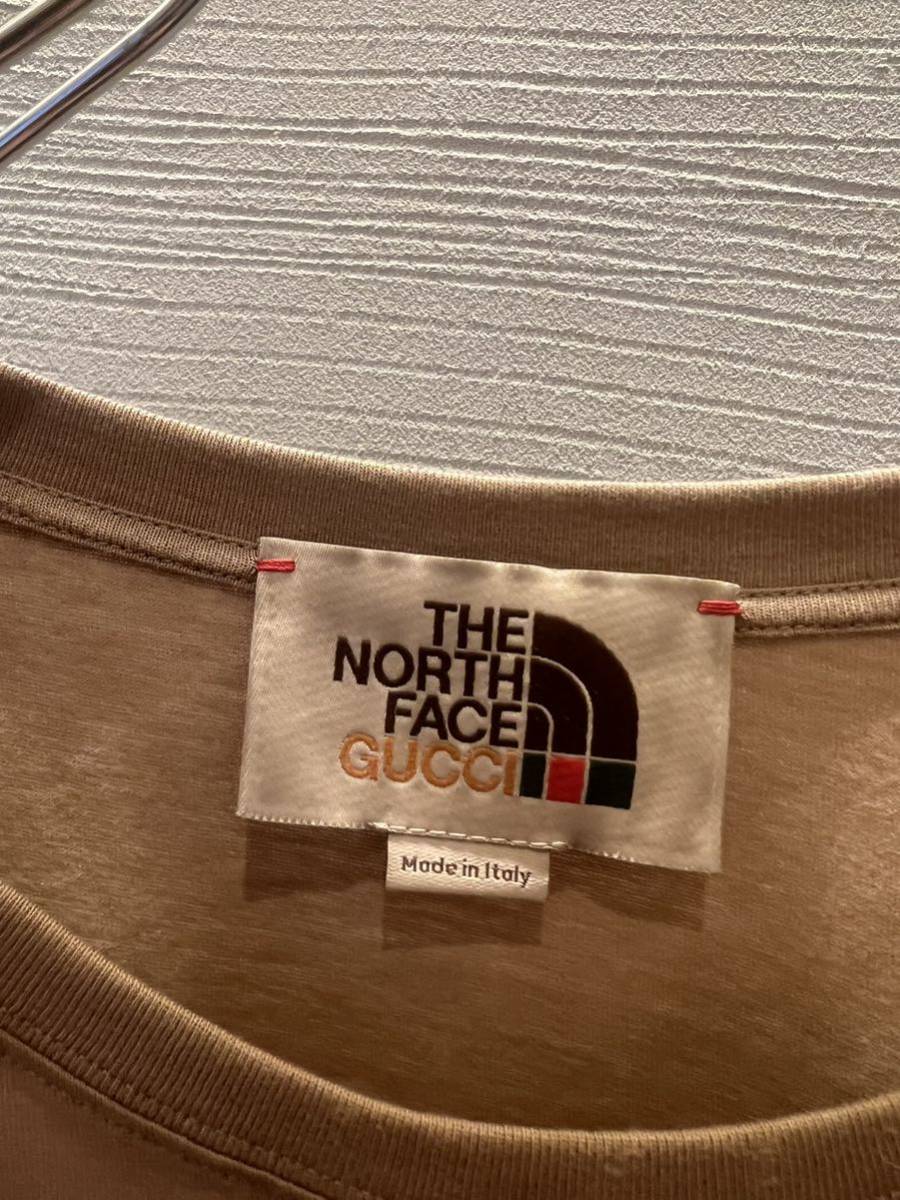 THE
NORTH
FACE
GUCCI
Made in Italy